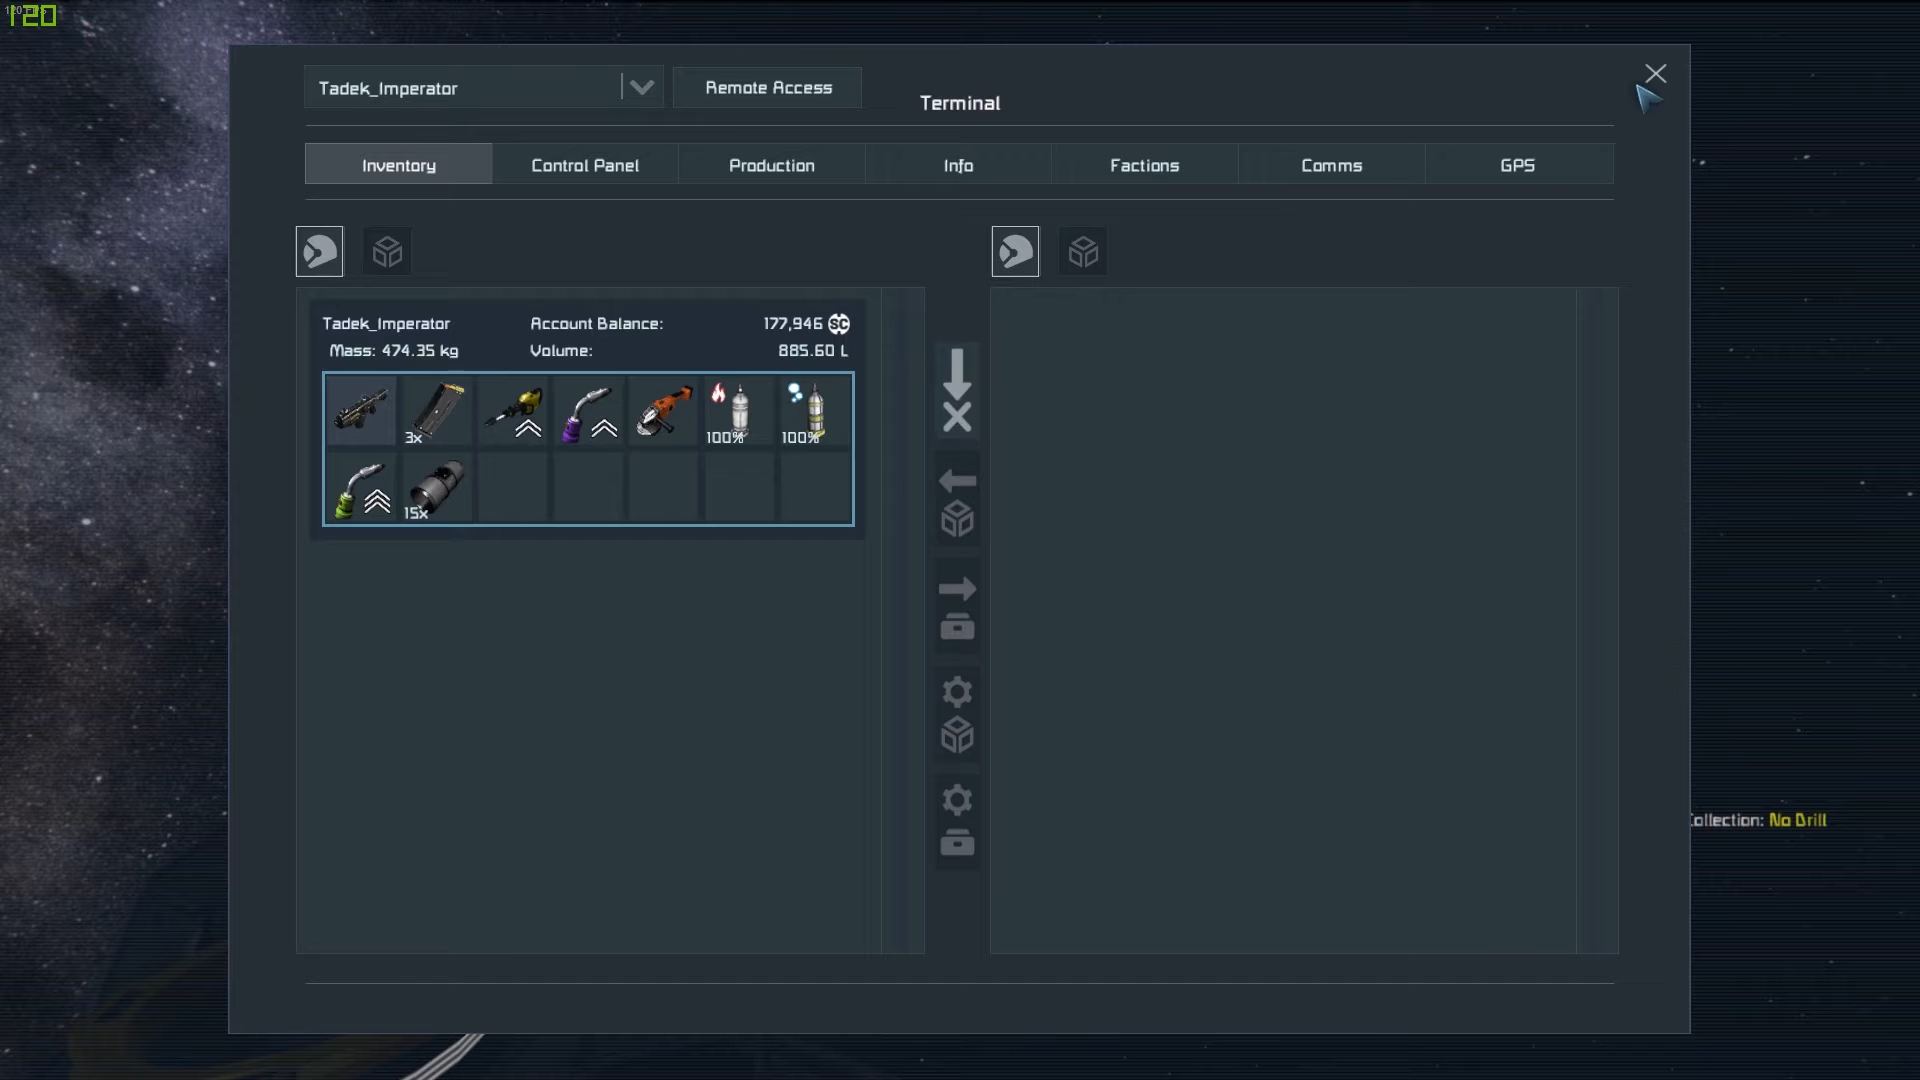 120
Tadek_Imperator
Remote Access
Terminal
Inventory
Control Panel
Production
Info
Factions
Comms
GPS
Tadek_Imperator
Account Balance:
177,946 SC
Mass: 474.35 kg
Volume:
885.60 L
3x
100%
100%
15x
Collection: No Drill